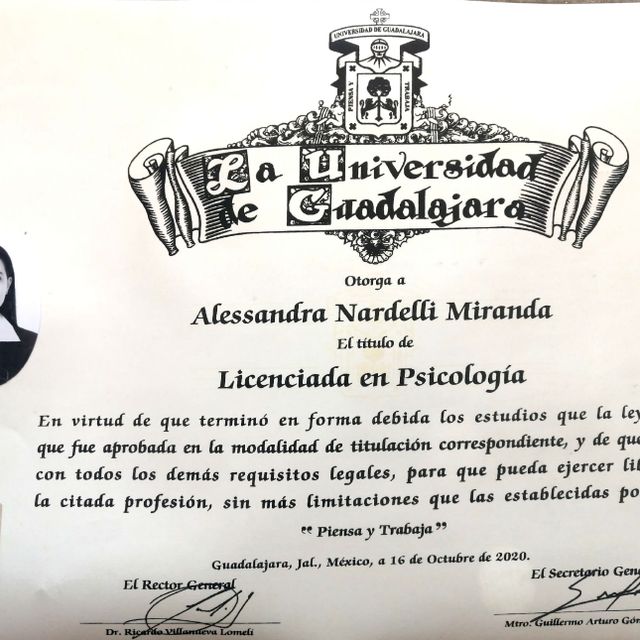 UNIVERSIDAD DE GUADALAJARA
PIENSA Y
TRABAJA
La Universidad
de Guadalajara
Otorga a
Alessandra Nardelli Miranda
El título de
Licenciada en Psicología
En virtud de que terminó en forma debida los estudios que la ley
que fue aprobada en la modalidad de titulación correspondiente, y de que
con todos los demás requisitos legales, para que pueda ejercer
la citada profesión, sin más limitaciones que las establecidas
"Piensa y Trabaja"
Guadalajara, Jal., México, a 16 de Octubre de 2020.
El Rector General
El Secretario
Dr. Ricardo Villanueva Lomelí
Mtro. Guillermo Arturo